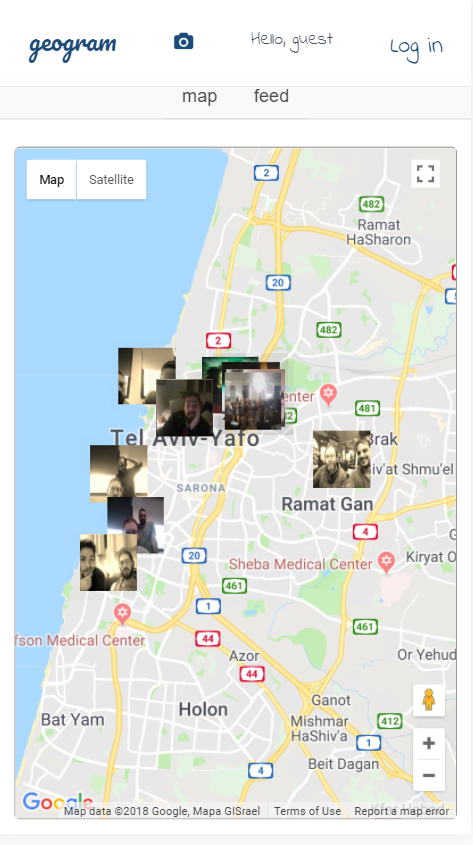 geogram
Hello, guest
Log in
map
feed
Map
Satellite
2
482
Ramat
HaSharon
20
482
2
enter
481
Tel Aviv-Yafo
Brak
iv'at Shmu'el
SARONA
Ramat Gan
4
20
Sheba Medical Center
Kiryat O
461
1
fson Medical Center
44
461
Azor
Or Yehud
44
Ganot
Holon
412
Bat Yam
Mishmar
HaShiv'a
1
Beit Dagan
4
Google
Map data ©2018 Google, Mapa GISrael
Terms of Use
Report a map error